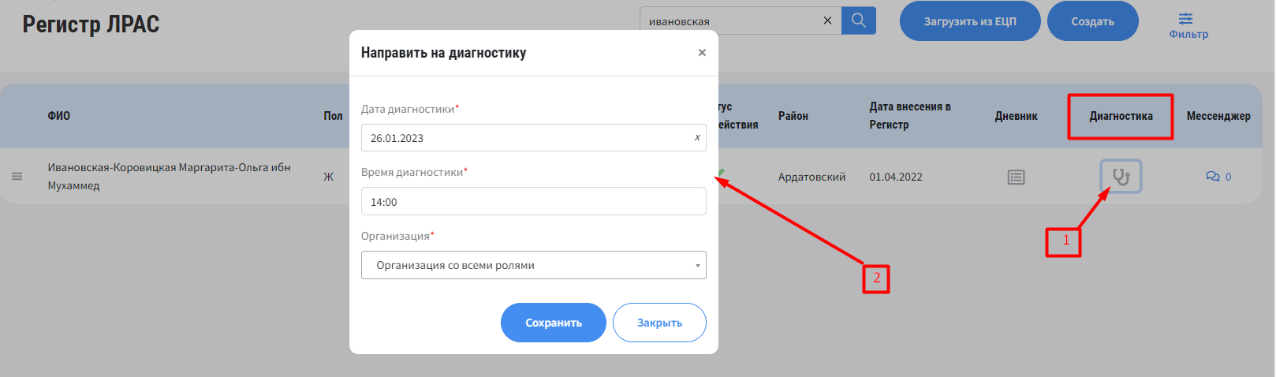 Регистр ЛРАС
ивановская
Загрузить из ЕЦП
Создать
Фильтр
Направить на диагностику
Дата диагностики*
26.01.2023
Время диагностики*
14:00
Организация*
Организация со всеми ролями
Сохранить
Закрыть
ФИО
Пол
Район
Дата внесения в
Регистр
Дневник
Диагностика
Мессенджер
Ивановская-Коровицкая Маргарита-Ольга ибн
Мухаммед
Ж
Ардатовский
01.04.2022
0
1
2